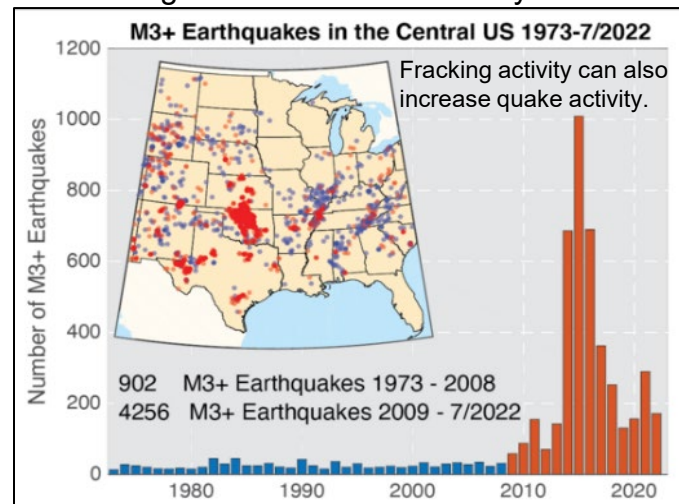 M3+ Earthquakes in the Central US 1973-7/2022
Fracking activity can also
increase quake activity.
Number of M3+ Earthquakes
1200
1000
800
600
400
200
0
902 M3+ Earthquakes 1973 - 2008
4256 M3+ Earthquakes 2009 - 7/2022
1980
1990
2000
2010
2020